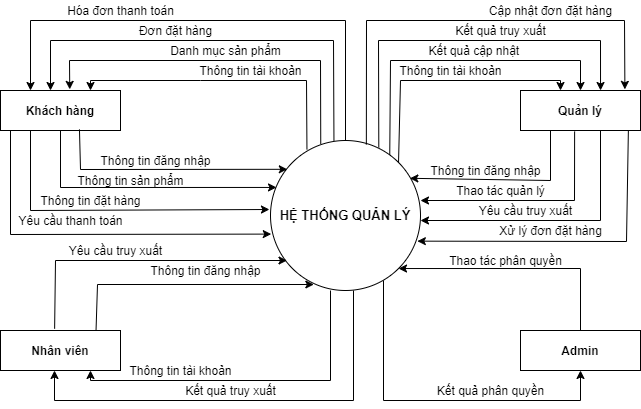 Hóa đơn thanh toán
Đơn đặt hàng
Danh mục sản phẩm
Thông tin tài khoản
Cập nhật đơn đặt hàng
Kết quả truy xuất
Kết quả cập nhật
Thông tin tài khoản
Khách hàng
Quản lý
Thông tin đăng nhập
Thông tin sản phẩm
Thông tin đặt hàng
Yêu cầu thanh toán
HỆ THỐNG QUẢN LÝ
Thông tin đăng nhập
Thao tác quản lý
Yêu cầu truy xuất
Xử lý đơn đặt hàng
Yêu cầu truy xuất
Thông tin đăng nhập
Thao tác phân quyền
Nhân viên
Admin
Thông tin tài khoản
Kết quả truy xuất
Kết quả phân quyền